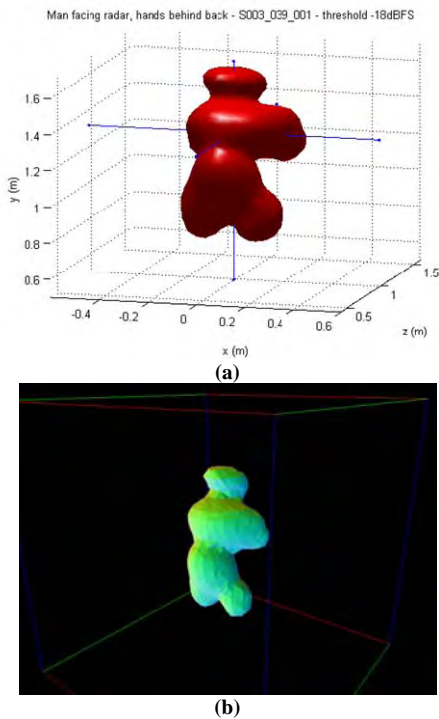 Man facing radar, hands behind back - S003_039_001 - threshold -18dBFS
1.6
1.4
1.2
1
0.8
0.6
y (m)
-0.4
-0.2
0
0.2
0.4
0.6
x (m)
0.5
1
1.5
z (m)
(a)
(b)